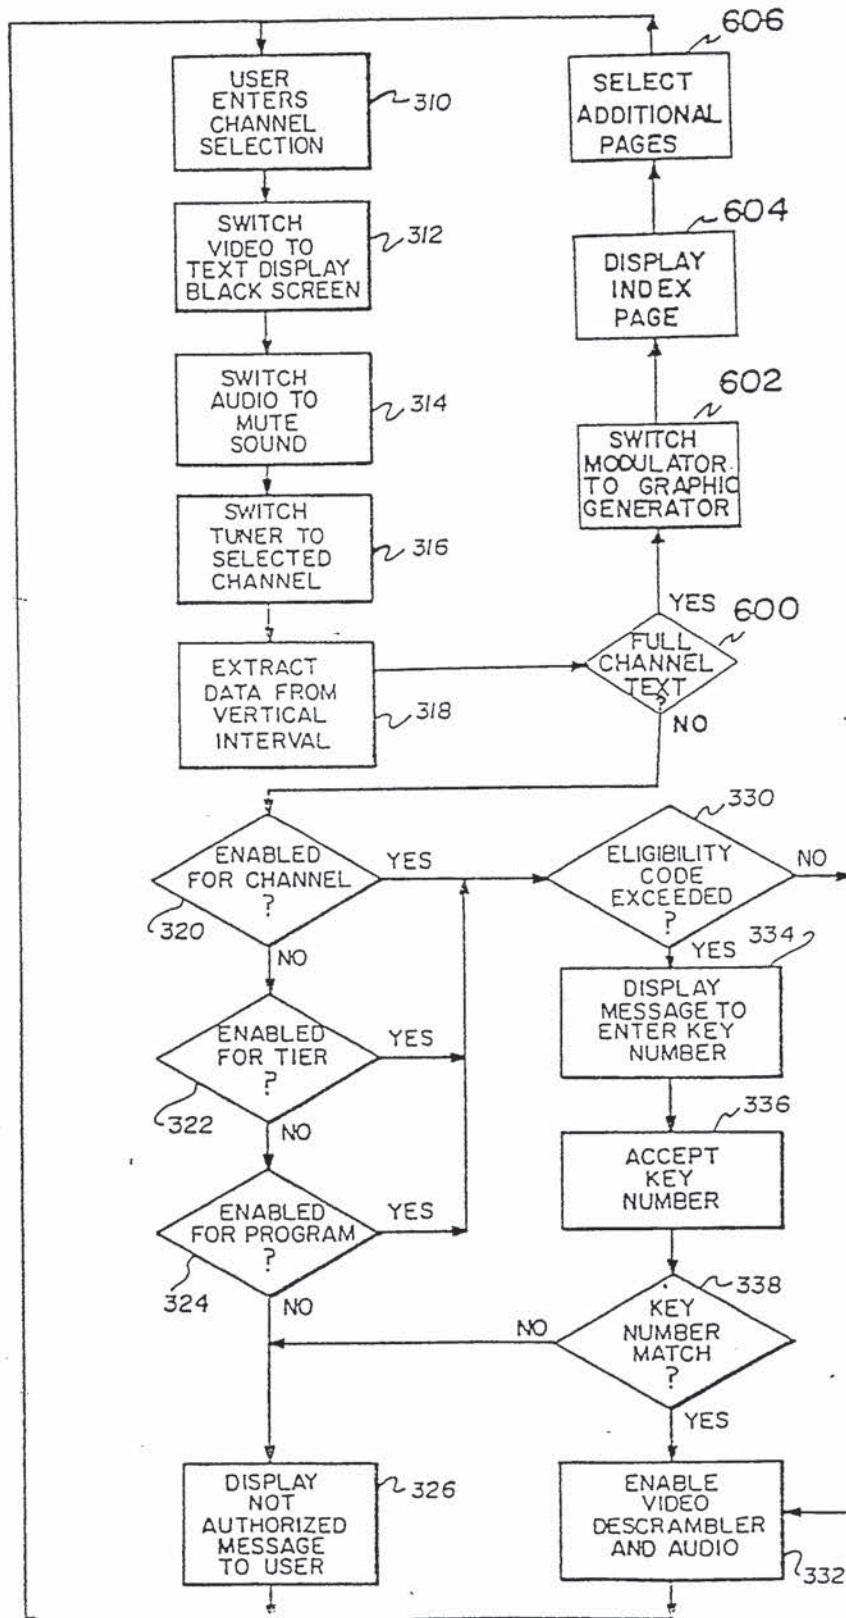 USER
ENTERS
CHANNEL
SELECTION
310
SWITCH
VIDEO TO
TEXT DISPLAY
BLACK SCREEN
312
SWITCH
AUDIO TO
MUTE
SOUND
314
SWITCH
TUNER TO
SELECTED
CHANNEL
316
EXTRACT
DATA FROM
VERTICAL
INTERVAL
318
606
SELECT
ADDITIONAL
PAGES
604
DISPLAY
INDEX
PAGE
602
SWITCH
MODULATOR
TO GRAPHIC
GENERATOR
YES
600
FULL
CHANNEL
TEXT
?
NO
ENABLED
FOR CHANNEL
?
320
YES
NO
ENABLED
FOR TIER
?
322
YES
NO
ENABLED
FOR PROGRAM
?
324
YES
NO
DISPLAY
NOT
AUTHORIZED
MESSAGE
TO USER
326
330
ELIGIBILITY
CODE
EXCEEDED
?
NO
YES
334
DISPLAY
MESSAGE TO
ENTER KEY
NUMBER
336
ACCEPT
KEY
NUMBER
338
KEY
NUMBER
MATCH
?
NO
YES
ENABLE
VIDEO
DESCRAMBLER
AND AUDIO
332